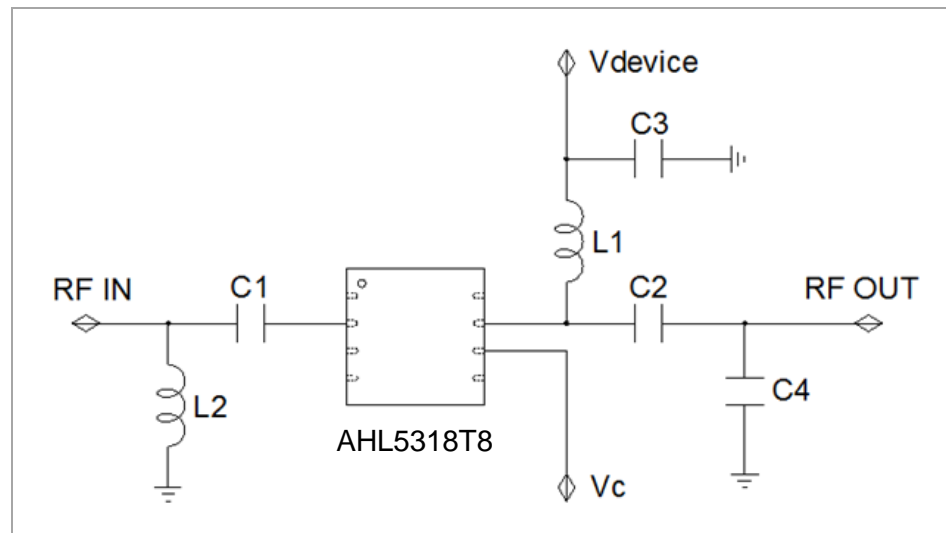 Vdevice
C3
L1
RF IN
C1
C2
RF OUT
L2
C4
AHL5318T8
Vc